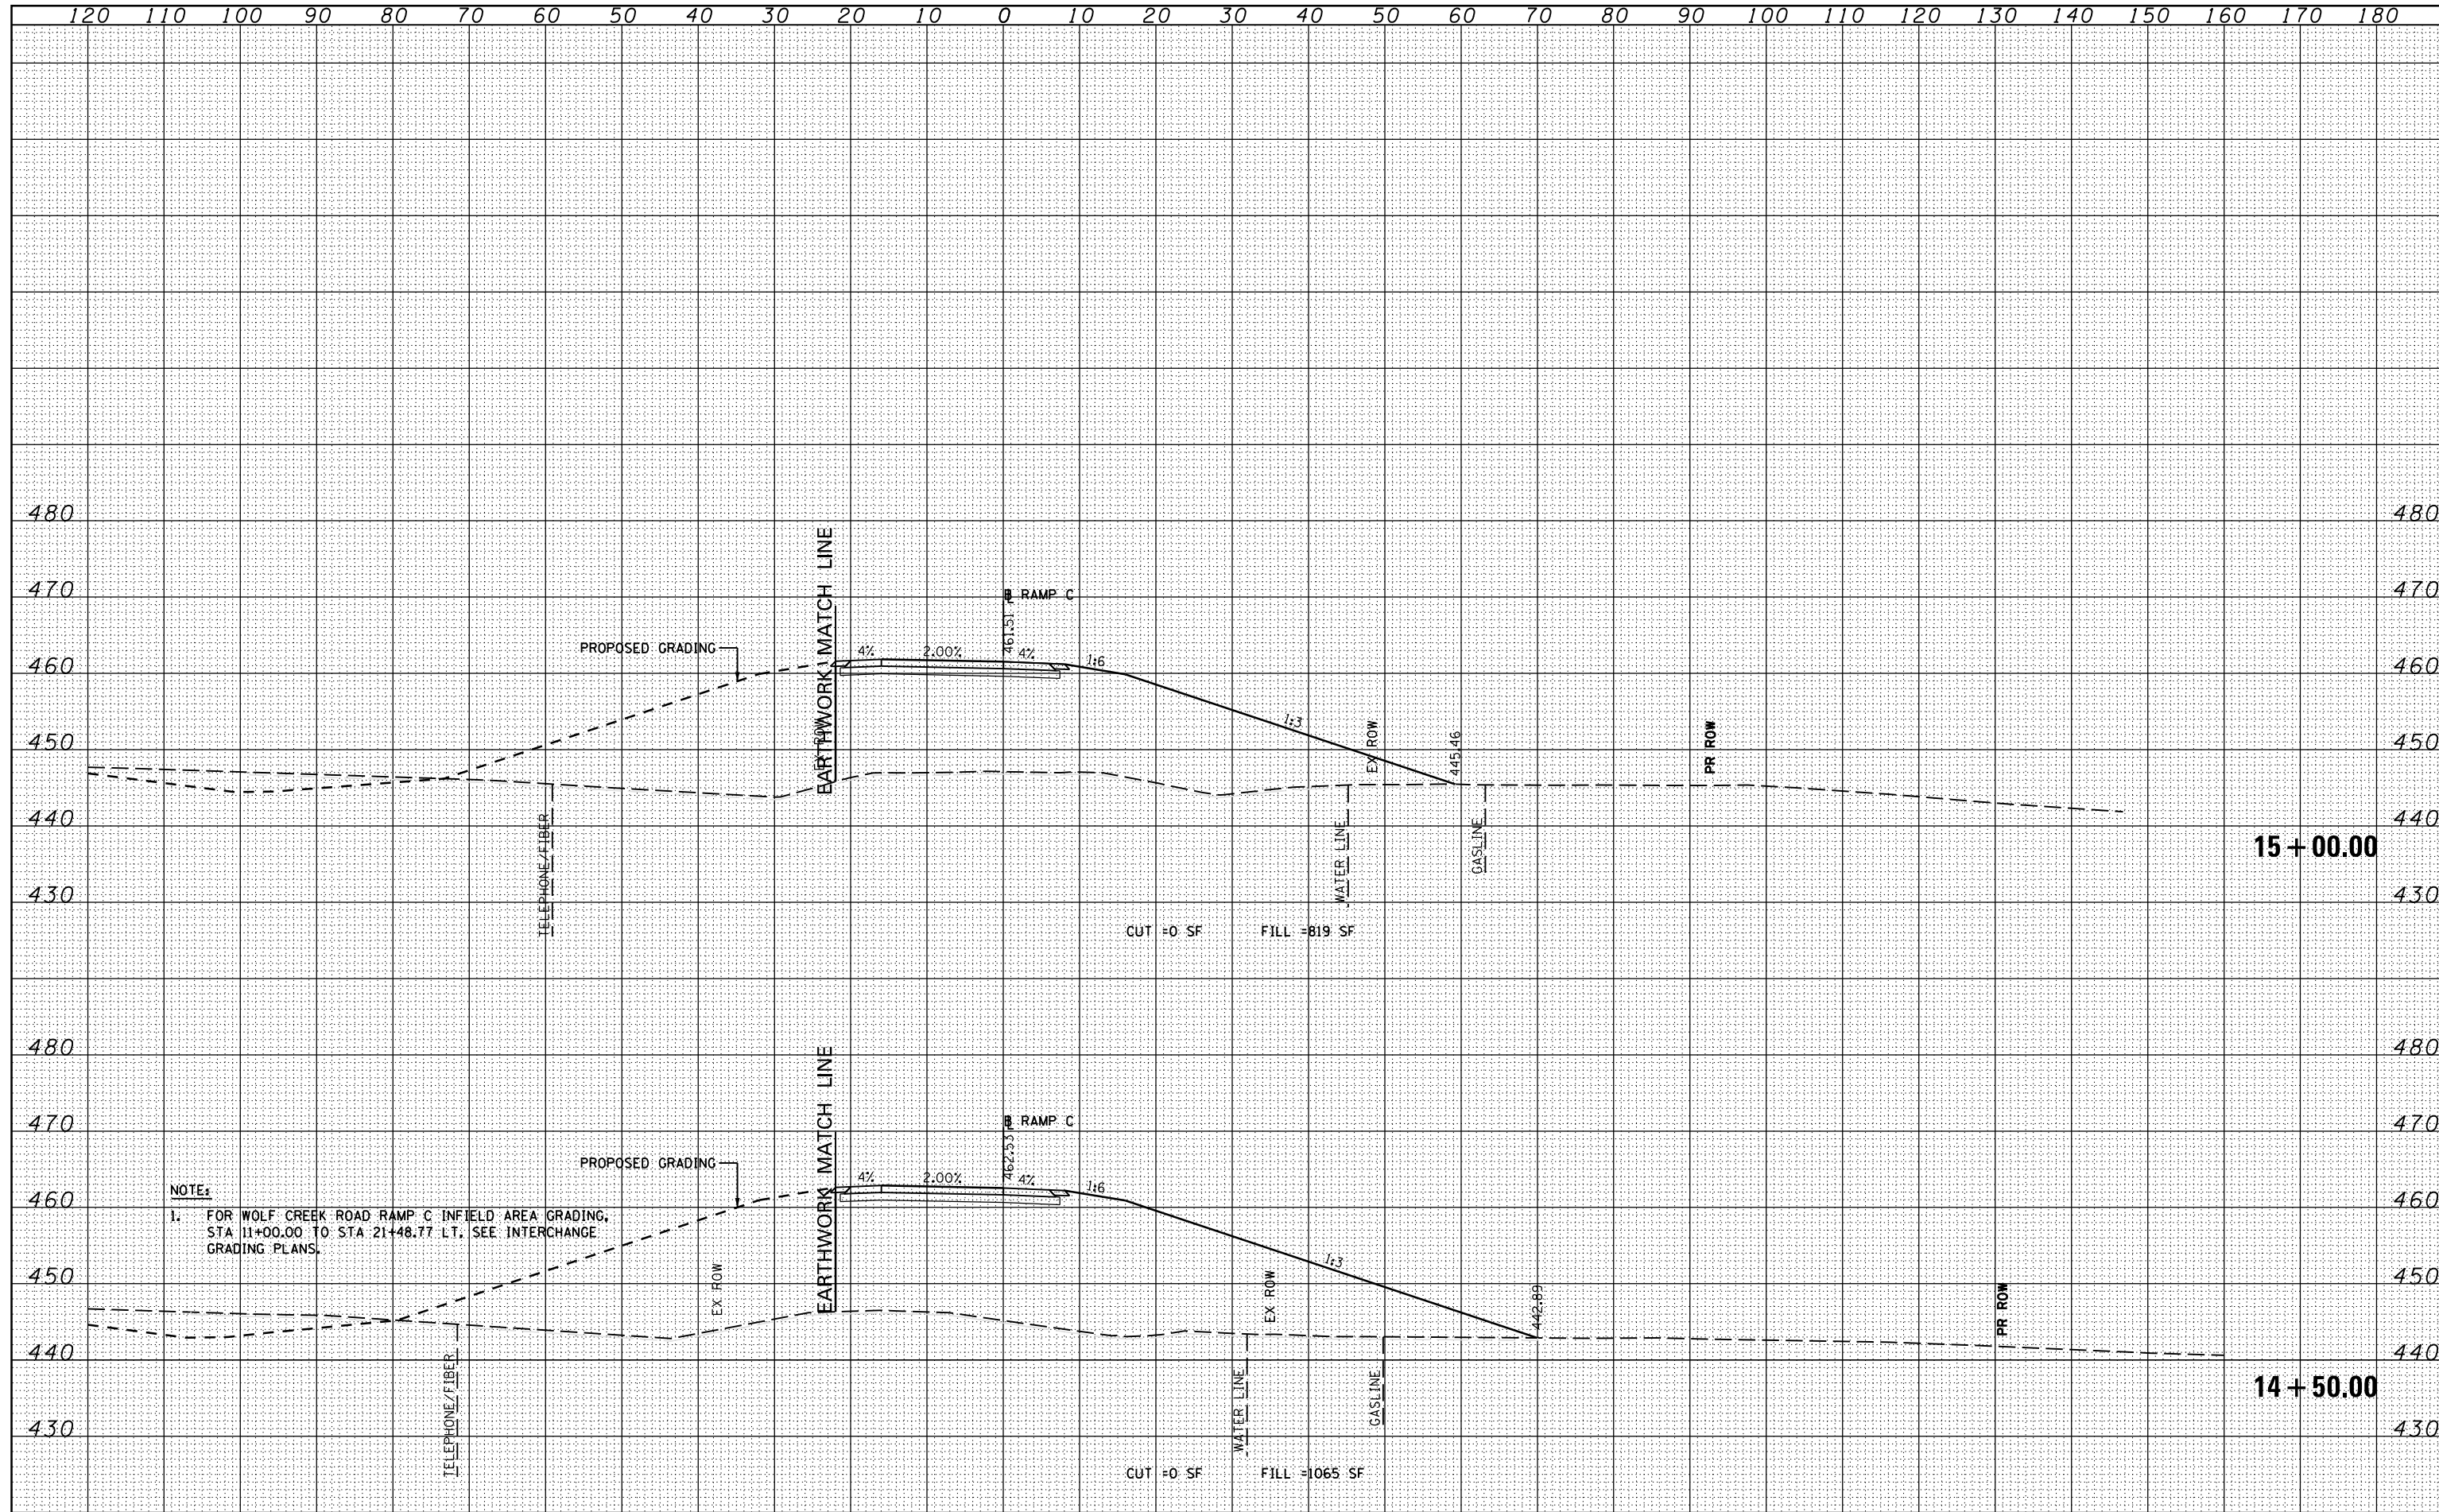 120 110 100 90 80 70 60 50 40 30 20 10 0 10 20 30 40 50 60 70 80 90 100 110 120 130 140 150 160 170 180
480 480
EARTHWORK MATCH LINE
470 470
B RAMP C
461.51
PROPOSED GRADING
4% 2.00% 4% 1:6
460 460
1:3
EX ROW
EX ROW
445.46
PR ROW
450 450
440 440
TELEPHONE/FIBER
WATER LINE
GASLINE
15+00.00
430 430
CUT =0 SF FILL =819 SF
480 480
EARTHWORK MATCH LINE
470 470
B RAMP C
462.53
PROPOSED GRADING
4% 2.00% 4% 1:6
460 460
NOTE:
1. FOR WOLF CREEK ROAD RAMP C INFIELD AREA GRADING,
STA 11+00.00 TO STA 21+48.77 LT, SEE INTERCHANGE
GRADING PLANS.
1:3
EX ROW
EX ROW
442.89
PR ROW
450 450
440 440
TELEPHONE/FIBER
WATER LINE
GASLINE
14+50.00
430 430
CUT =0 SF FILL =1065 SF